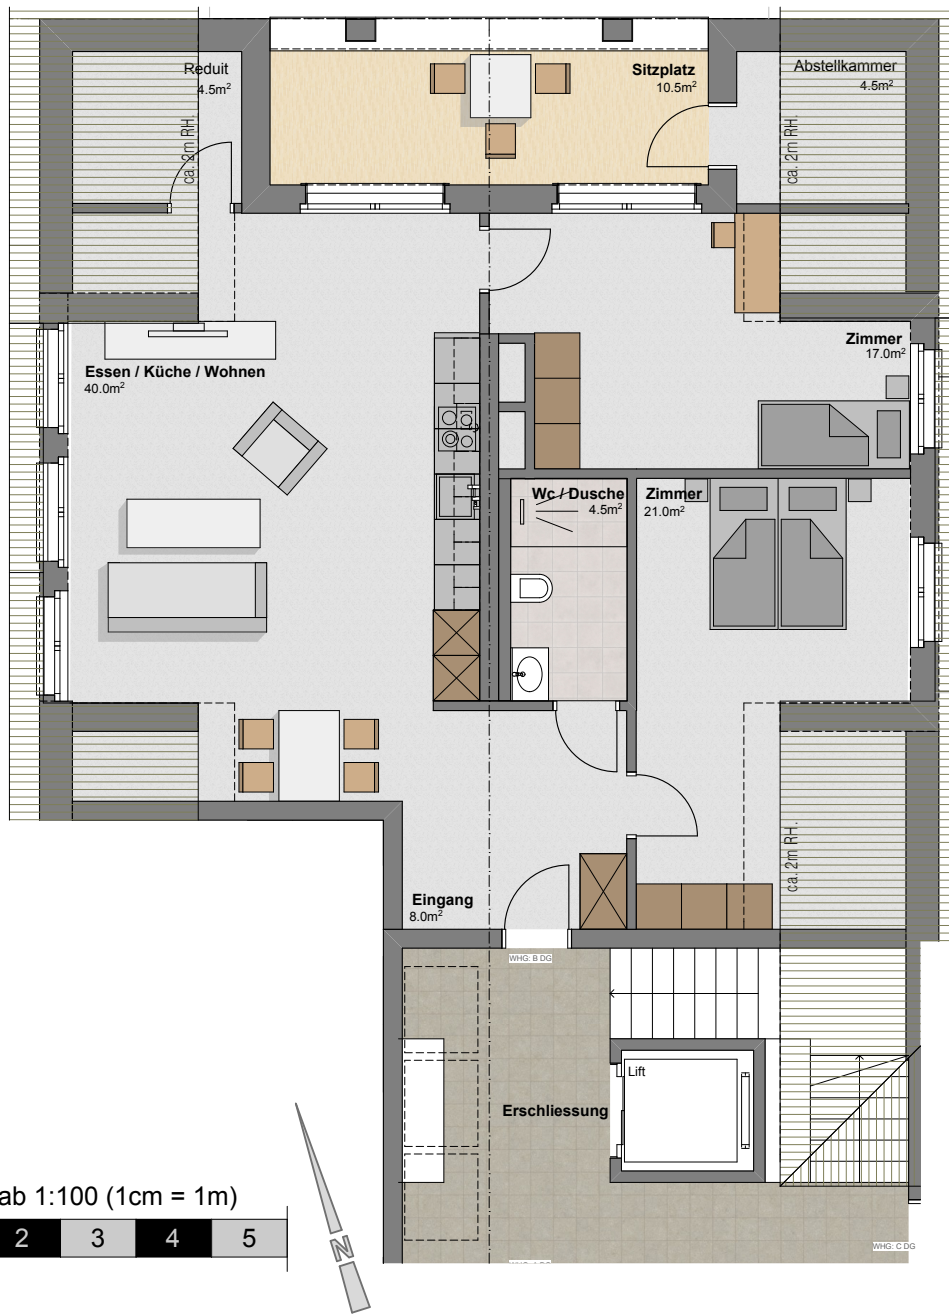 Reduit
4.5m²
Sitzplatz
10.5m²
Abstellkammer
4.5m²
ca. 2m RH.
ca. 2m RH.
Essen / Küche / Wohnen
40.0m²
Zimmer
17.0m²
Wc / Dusche
4.5m²
Zimmer
21.0m²
ca. 2m RH.
Eingang
8.0m²
WHG: B DG
Lift
Erschliessung
ab 1:100 (1cm = 1m)
2 3 4 5
N
WHG: C DG